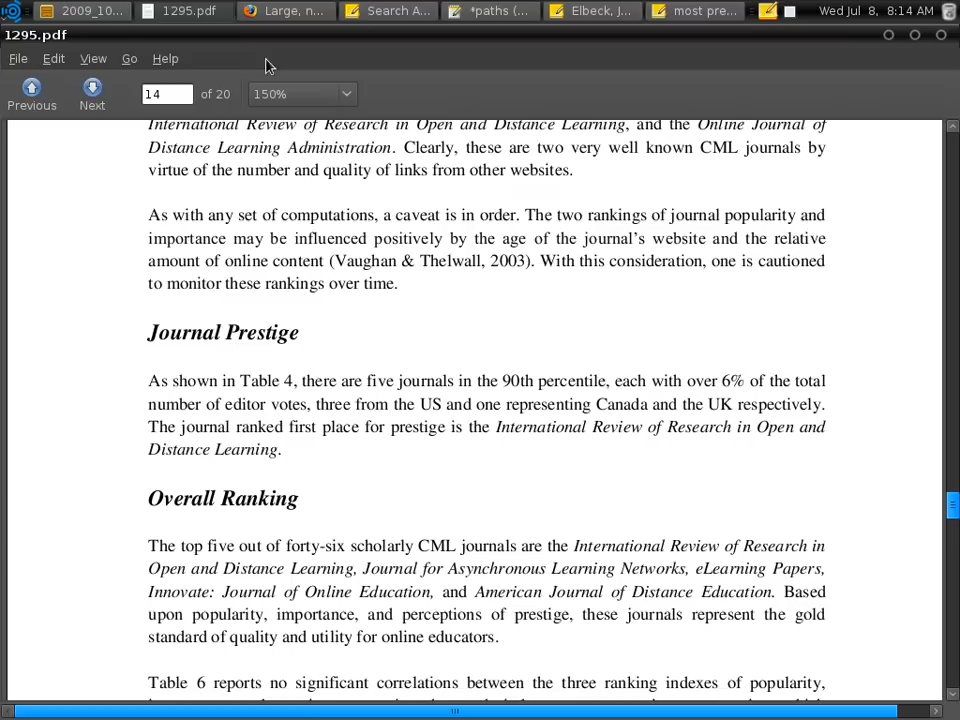 2009_10...
1295.pdf
Large, n...
Search A...
*paths (...
Elbeck, J...
most pre...
Wed Jul 8, 8:14 AM
1295.pdf
File Edit View Go Help
Previous Next 14 of 20 150%
International Review of Research in Open and Distance Learning, and the Online Journal of
Distance Learning Administration. Clearly, these are two very well known CML journals by
virtue of the number and quality of links from other websites.
As with any set of computations, a caveat is in order. The two rankings of journal popularity and
importance may be influenced positively by the age of the journal's website and the relative
amount of online content (Vaughan & Thelwall, 2003). With this consideration, one is cautioned
to monitor these rankings over time.
Journal Prestige
As shown in Table 4, there are five journals in the 90th percentile, each with over 6% of the total
number of editor votes, three from the US and one representing Canada and the UK respectively.
The journal ranked first place for prestige is the International Review of Research in Open and
Distance Learning.
Overall Ranking
The top five out of forty-six scholarly CML journals are the International Review of Research in
Open and Distance Learning, Journal for Asynchronous Learning Networks, eLearning Papers,
Innovate: Journal of Online Education, and American Journal of Distance Education. Based
upon popularity, importance, and perceptions of prestige, these journals represent the gold
standard of quality and utility for online educators.
Table 6 reports no significant correlations between the three ranking indexes of popularity,